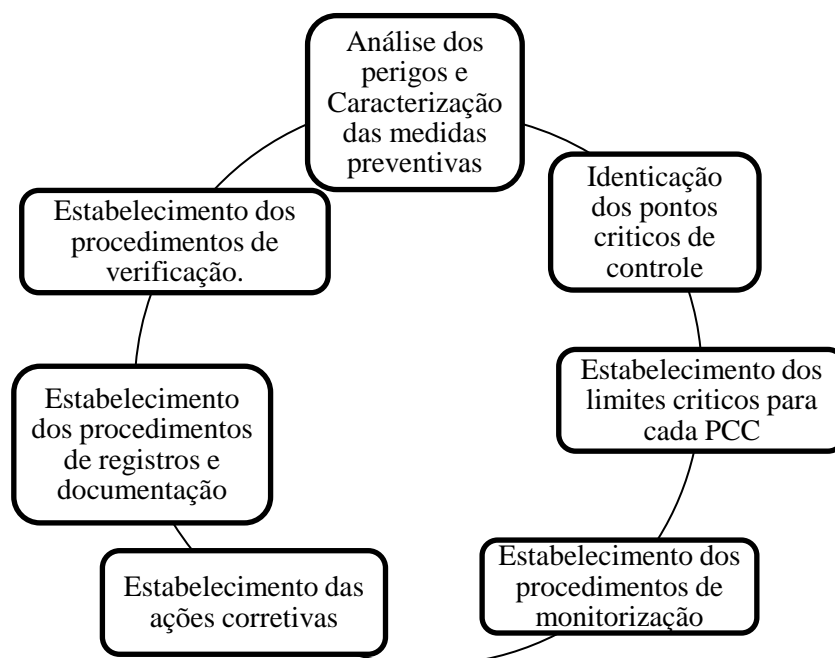 Análise dos
perigos e
Caracterização
das medidas
preventivas
Identicação
dos pontos
criticos de
controle
Estabelecimento dos
limites criticos para
cada PCC
Estabelecimento dos
procedimentos de
monitorização
Estabelecimento das
ações corretivas
Estabelecimento
dos procedimentos
de registros e
documentação
Estabelecimento dos
procedimentos de
verificação.